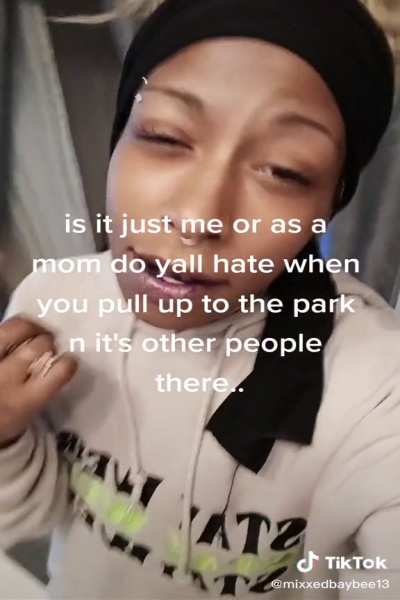 is it just me or as a
mom do yall hate when
you pull up to the park
n it's other people
there..
STAY
TikTok
@mixxedbaybee13